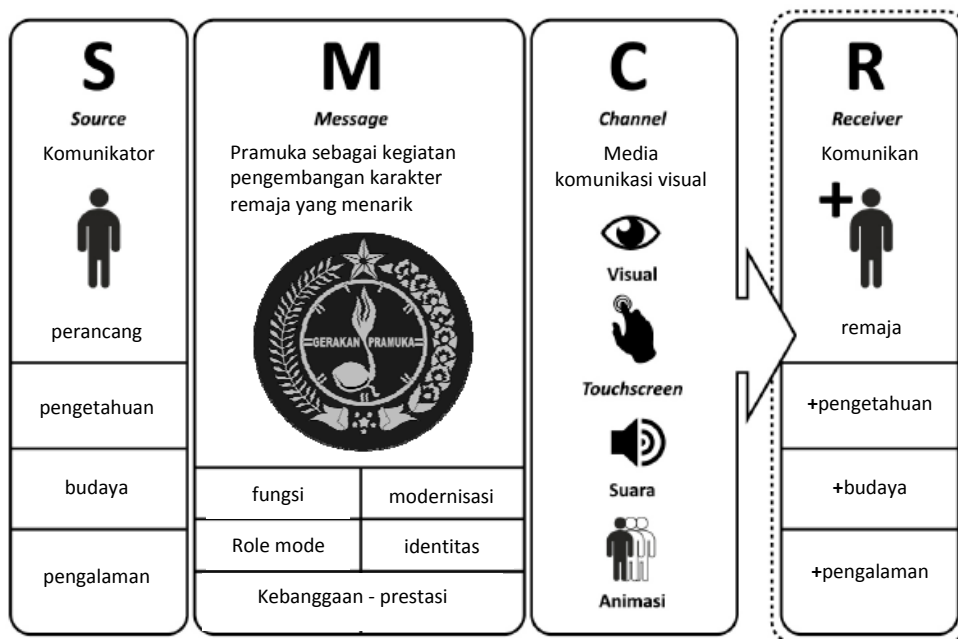 S
Source
Komunikator
perancang
pengetahuan
budaya
pengalaman
M
Message
Pramuka sebagai kegiatan
pengembangan karakter
remaja yang menarik
GERAKAN PRAMUKA
fungsi
modernisasi
Role mode
identitas
Kebanggaan - prestasi
C
Channel
Media
komunikasi visual
Visual
Touchscreen
Suara
Animasi
R
Receiver
Komunikan
+
remaja
+pengetahuan
+budaya
+pengalaman